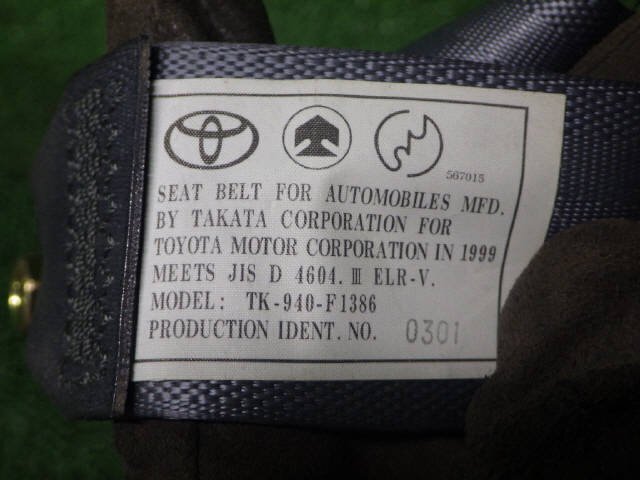 567015
SEAT BELT FOR AUTOMOBILES MFD.
BY TAKATA CORPORATION FOR
TOYOTA MOTOR CORPORATION IN 1999
MEETS JIS D 4604. Ⅲ ELR-V.
MODEL: TK-940-F1386
PRODUCTION IDENT. NO. 0301